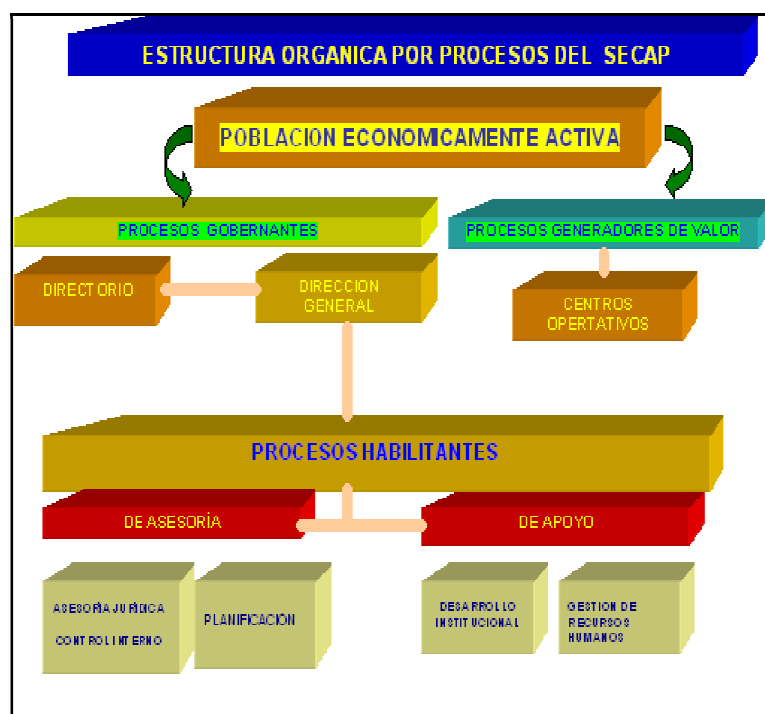 ESTRUCTURA ORGANICA POR PROCESOS DEL SECAP
POBLACION ECONOMICAMENTE ACTIVA
PROCESOS GOBERNANTES
PROCESOS GENERADORES DE VALOR
DIRECTORIO
DIRECCION
GENERAL
CENTROS
OPERTATIVOS
PROCESOS HABILITANTES
DE ASESORÍA
DE APOYO
ASESORÍA JURÍDICA
CONTROL INTERNO
PLANIFICACIÓN
DESARROLLO
INSTITUCIONAL
GESTION DE
RECURSOS
HUMANOS